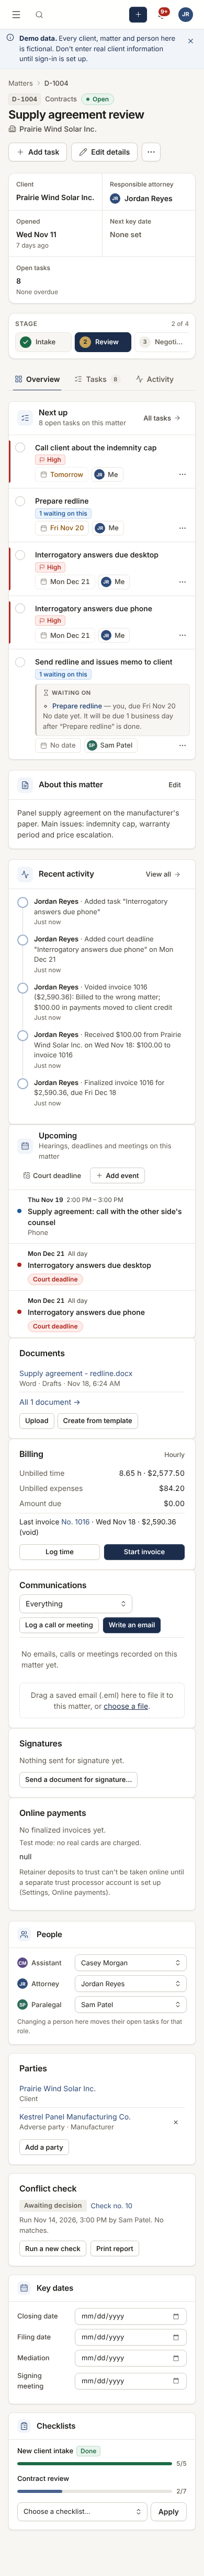 9+
JR
Demo data. Every client, matter and person here
is fictional. Don't enter real client information
until sign-in is set up.
Matters > D-1004
D-1004 Contracts Open
Supply agreement review
Prairie Wind Solar Inc.
+ Add task Edit details ...
Client
Prairie Wind Solar Inc.
Responsible attorney
JR Jordan Reyes
Opened
Wed Nov 11
7 days ago
Next key date
None set
Open tasks
8
None overdue
STAGE 2 of 4
Intake 2 Review 3 Negoti...
Overview Tasks 8 Activity
Next up
8 open tasks on this matter
All tasks →
Call client about the indemnity cap
High
Tomorrow JR Me ...
Prepare redline
1 waiting on this
Fri Nov 20 JR Me ...
Interrogatory answers due desktop
High
Mon Dec 21 JR Me ...
Interrogatory answers due phone
High
Mon Dec 21 JR Me ...
Send redline and issues memo to client
1 waiting on this
WAITING ON
Prepare redline — you, due Fri Nov 20
No date yet. It will be due 1 business day
after "Prepare redline" is done.
No date SP Sam Patel ...
About this matter Edit
Panel supply agreement on the manufacturer's
paper. Main issues: indemnity cap, warranty
period and price escalation.
Recent activity View all →
Jordan Reyes · Added task "Interrogatory
answers due phone"
Just now
Jordan Reyes · Added court deadline
"Interrogatory answers due phone" on Mon
Dec 21
Just now
Jordan Reyes · Voided invoice 1016
($2,590.36): Billed to the wrong matter;
$100.00 in payments moved to client credit
Just now
Jordan Reyes · Received $100.00 from Prairie
Wind Solar Inc. on Wed Nov 18: $100.00 to
invoice 1016
Just now
Jordan Reyes · Finalized invoice 1016 for
$2,590.36, due Fri Dec 18
Just now
Upcoming
Hearings, deadlines and meetings on this
matter
Court deadline + Add event
Thu Nov 19 2:00 PM – 3:00 PM
Supply agreement: call with the other side's
counsel
Phone
Mon Dec 21 All day
Interrogatory answers due desktop
Court deadline
Mon Dec 21 All day
Interrogatory answers due phone
Court deadline
Documents
Supply agreement - redline.docx
Word · Drafts · Nov 18, 6:24 AM
All 1 document →
Upload Create from template
Billing Hourly
Unbilled time 8.65 h · $2,577.50
Unbilled expenses $84.20
Amount due $0.00
Last invoice No. 1016 · Wed Nov 18 · $2,590.36
(void)
Log time Start invoice
Communications
Everything
Log a call or meeting Write an email
No emails, calls or meetings recorded on this
matter yet.
Drag a saved email (.eml) here to file it to
this matter, or choose a file.
Signatures
Nothing sent for signature yet.
Send a document for signature...
Online payments
No finalized invoices yet.
Test mode: no real cards are charged.
null
Retainer deposits to trust can't be taken online until
a separate trust processor account is set up
(Settings, Online payments).
People
CM Assistant Casey Morgan
JR Attorney Jordan Reyes
SP Paralegal Sam Patel
Changing a person here moves their open tasks for that
role.
Parties
Prairie Wind Solar Inc.
Client
Kestrel Panel Manufacturing Co.
Adverse party · Manufacturer
Add a party
Conflict check
Awaiting decision Check no. 10
Run Nov 14, 2026, 3:00 PM by Sam Patel. No
matches.
Run a new check Print report
Key dates
Closing date mm/dd/yyyy
Filing date mm/dd/yyyy
Mediation mm/dd/yyyy
Signing
meeting mm/dd/yyyy
Checklists
New client intake Done
5/5
Contract review
2/7
Choose a checklist... Apply